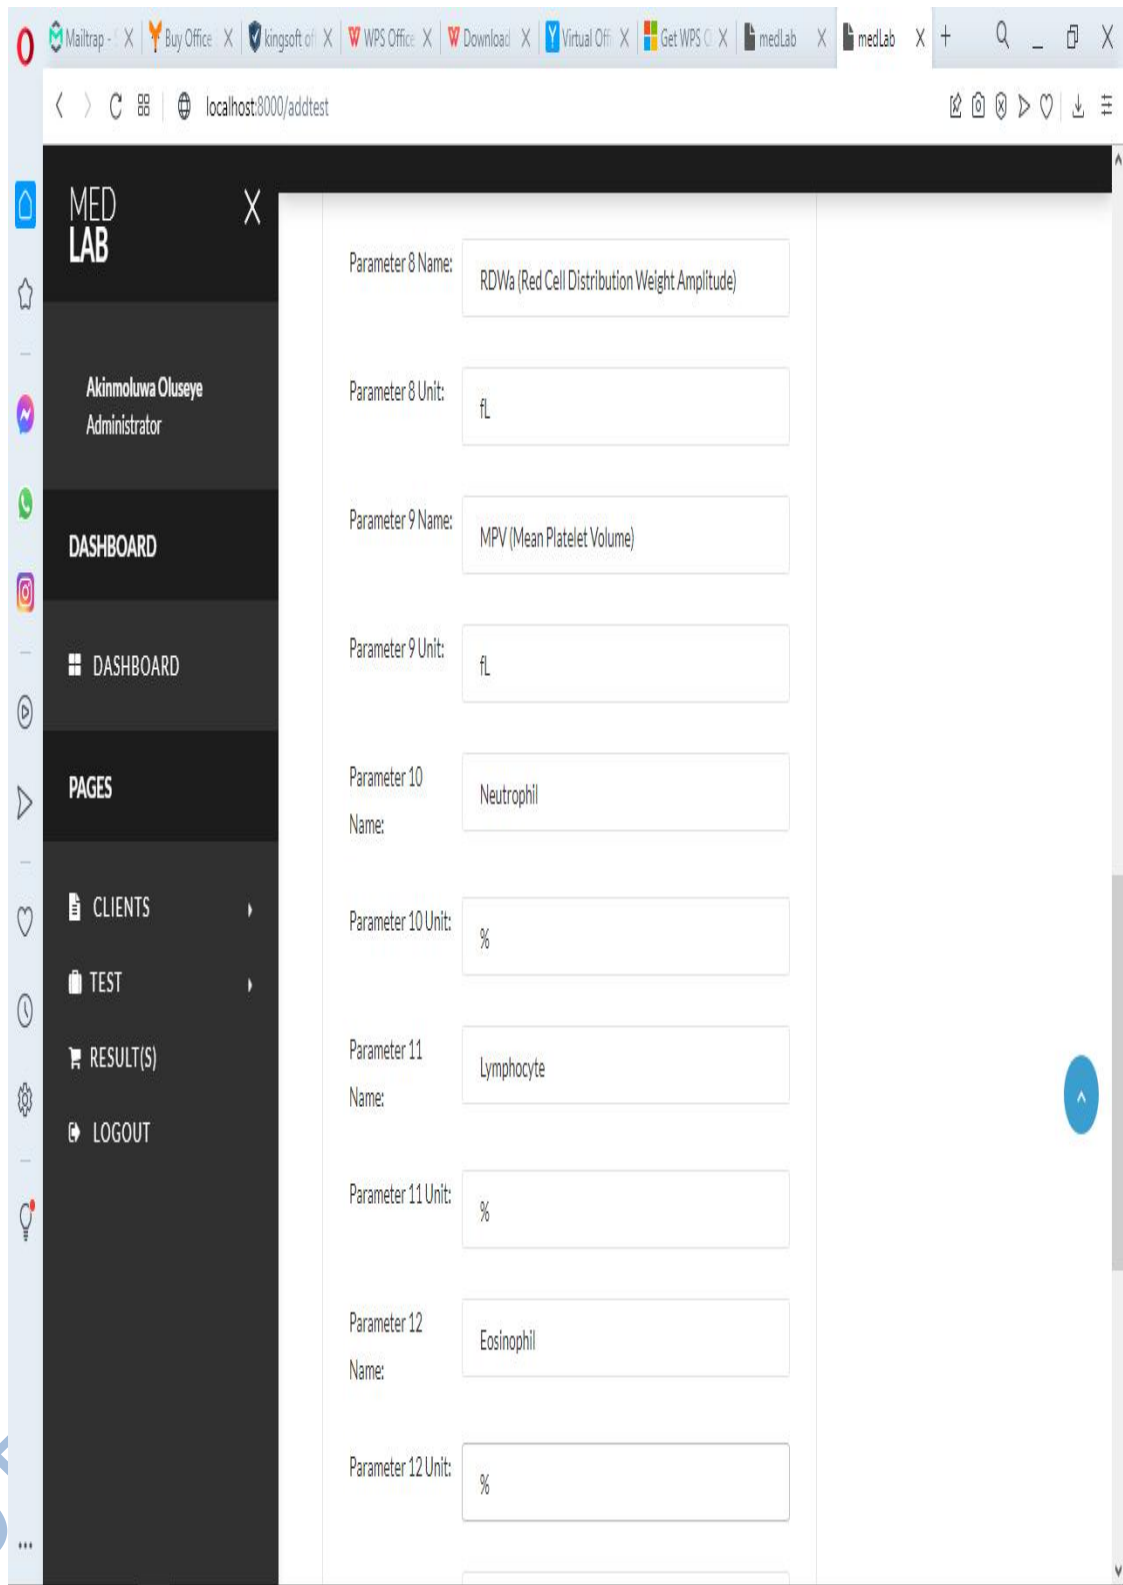 Mailtrap -
Buy Office
kingsoft of
WPS Office
Download
Virtual Offi
Get WPS O
medLab
medLab
localhost:8000/addtest
MED
LAB
Akinmoluwa Oluseye
Administrator
DASHBOARD
DASHBOARD
PAGES
CLIENTS
TEST
RESULT(S)
LOGOUT
Parameter 8 Name:
RDWa (Red Cell Distribution Weight Amplitude)
Parameter 8 Unit:
fL
Parameter 9 Name:
MPV (Mean Platelet Volume)
Parameter 9 Unit:
fL
Parameter 10
Name:
Neutrophil
Parameter 10 Unit:
%
Parameter 11
Name:
Lymphocyte
Parameter 11 Unit:
%
Parameter 12
Name:
Eosinophil
Parameter 12 Unit:
%